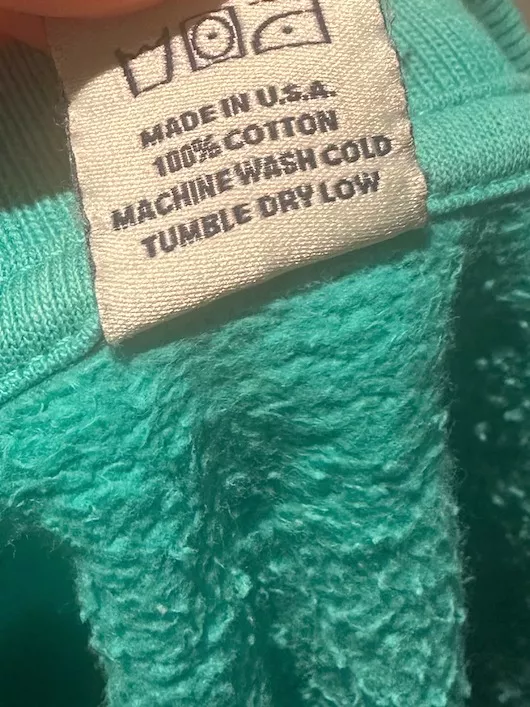 MADE IN U.S.A.
100% COTTON
MACHINE WASH COLD
TUMBLE DRY LOW